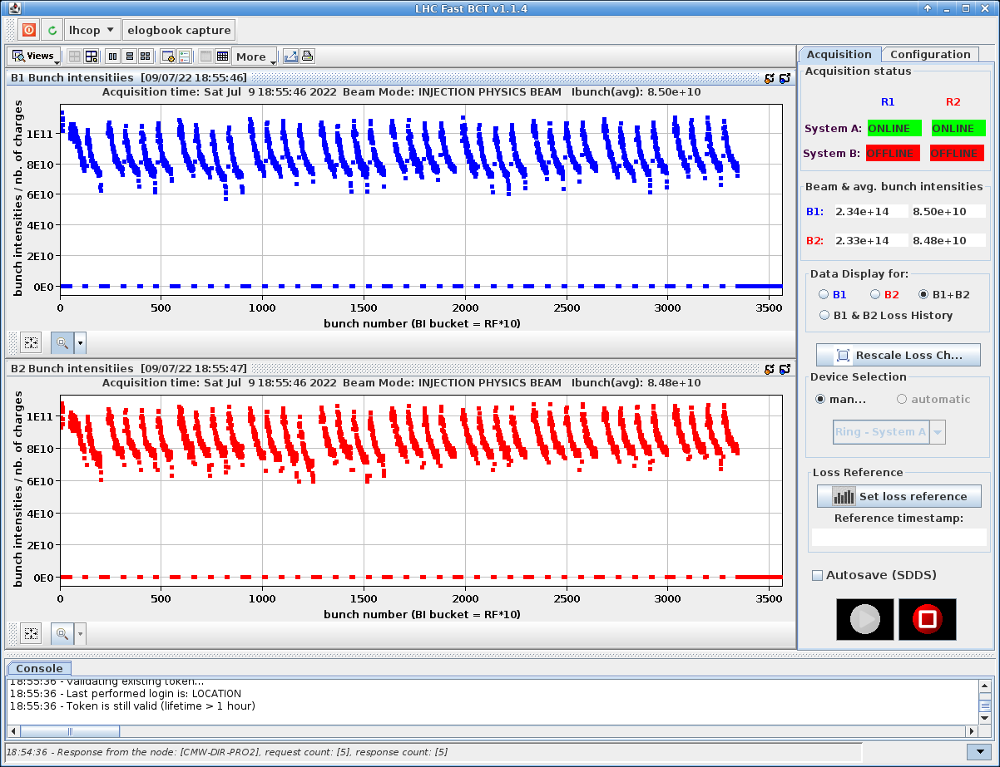 LHC Fast BCT v1.1.4
lhcop
elogbook capture
Views
More
B1 Bunch intensitiies [09/07/22 18:55:46]
Acquisition time: Sat Jul 9 18:55:46 2022 Beam Mode: INJECTION PHYSICS BEAM Ibunch(avg): 8.50e+10
bunch intensities / nb. of charges
1E11
8E10
6E10
4E10
2E10
0E0
0 500 1000 1500 2000 2500 3000 3500
bunch number (BI bucket = RF*10)
B2 Bunch intensitiies [09/07/22 18:55:47]
Acquisition time: Sat Jul 9 18:55:46 2022 Beam Mode: INJECTION PHYSICS BEAM Ibunch(avg): 8.48e+10
bunch intensities / nb. of charges
1E11
8E10
6E10
4E10
2E10
0E0
0 500 1000 1500 2000 2500 3000 3500
bunch number (BI bucket = RF*10)
Acquisition Configuration
Acquisition status
R1 R2
System A: ONLINE ONLINE
System B: OFFLINE OFFLINE
Beam & avg. bunch intensities
B1: 2.34e+14 8.50e+10
B2: 2.33e+14 8.48e+10
Data Display for:
B1 B2 B1+B2
B1 & B2 Loss History
Rescale Loss Ch...
Device Selection
man... automatic
Ring - System A
Loss Reference
Set loss reference
Reference timestamp:
Autosave (SDDS)
Console
18:55:36 - Validating existing token...
18:55:36 - Last performed login is: LOCATION
18:55:36 - Token is still valid (lifetime > 1 hour)
18:54:36 - Response from the node: [CMW-DIR-PRO2], request count: [5], response count: [5]